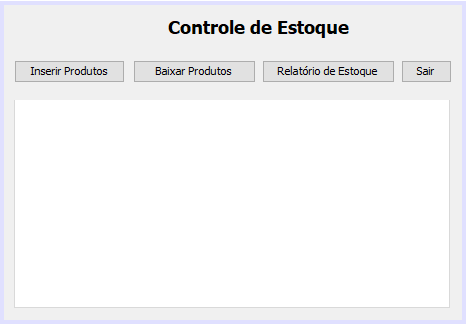 Controle de Estoque
Inserir Produtos Baixar Produtos Relatório de Estoque Sair